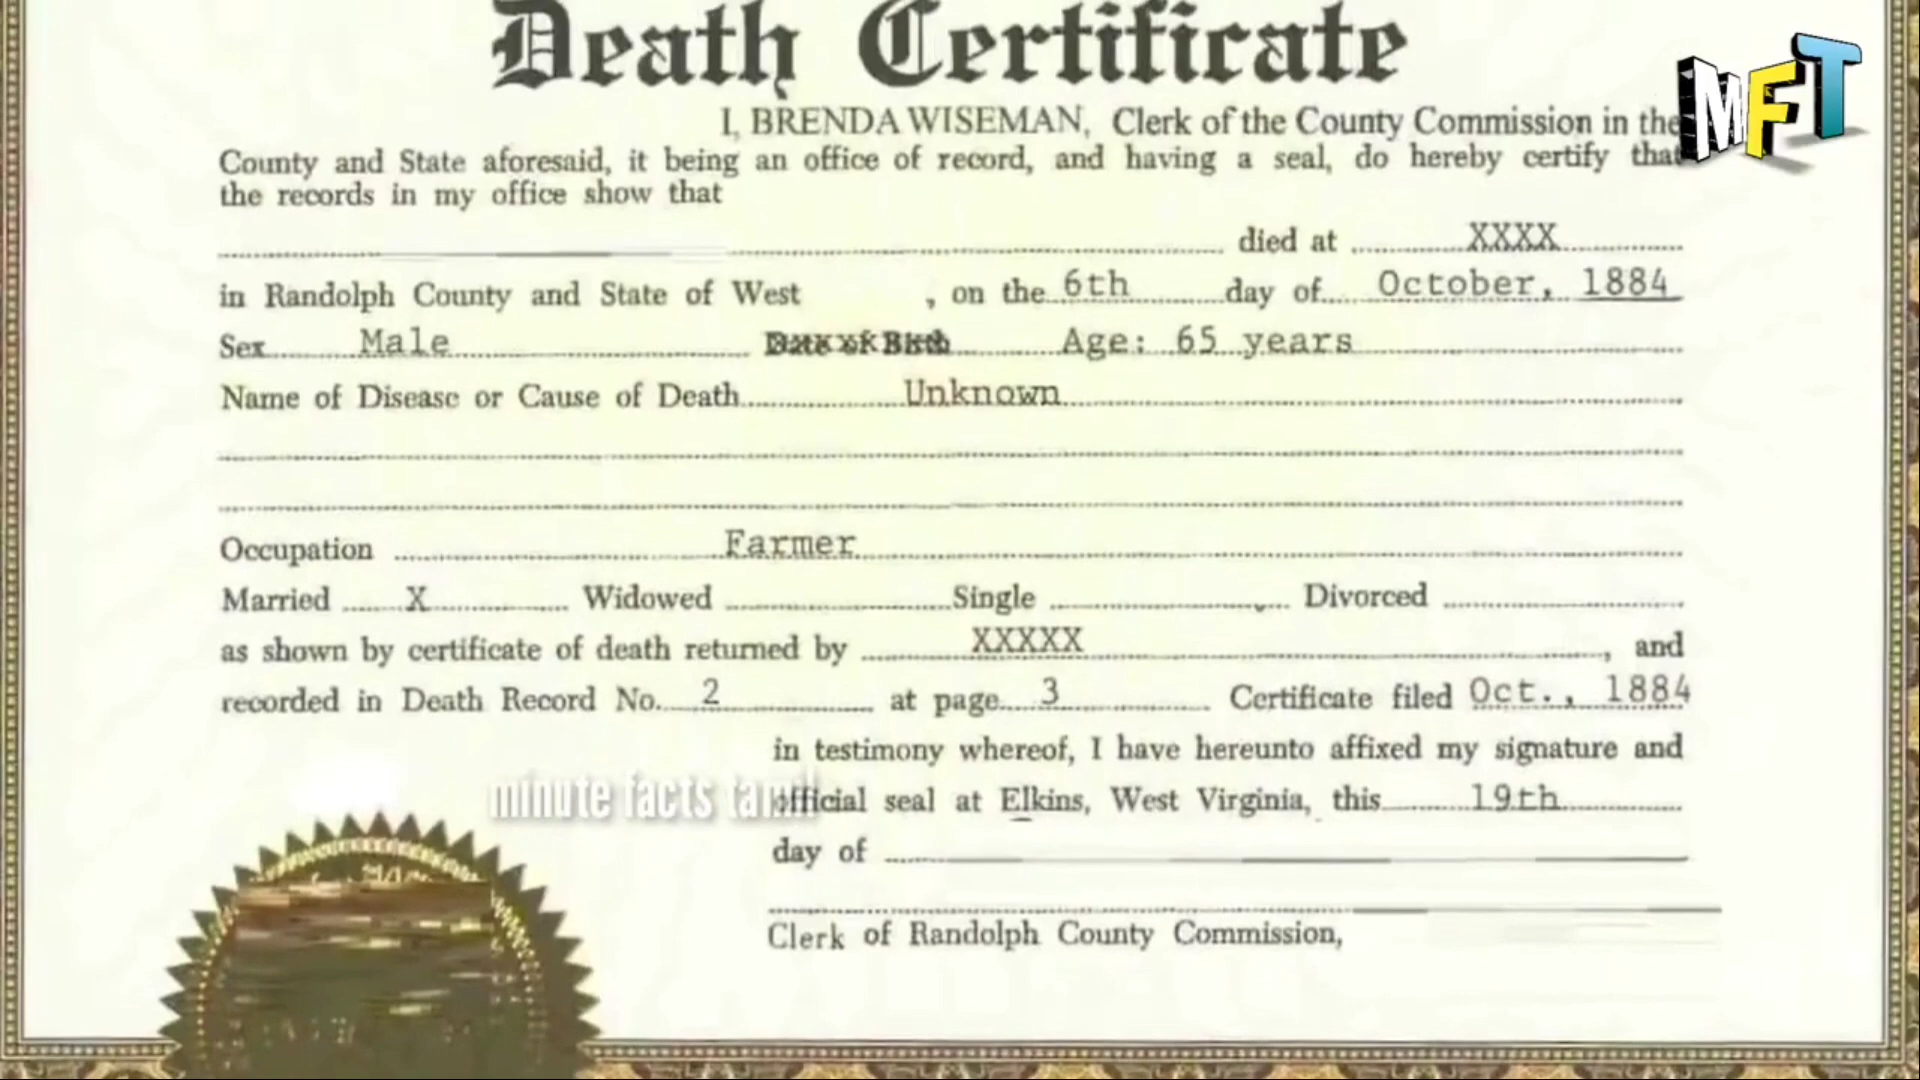 Death Certificate
MFT
I, BRENDA WISEMAN, Clerk of the County Commission in the
County and State aforesaid, it being an office of record, and having a seal, do hereby certify that
the records in my office show that
died at XXXX
in Randolph County and State of West , on the 6th day of October, 1884
Sex Male Date of Birth Age: 65 years
Name of Disease or Cause of Death Unknown
Occupation Farmer
Married X Widowed Single Divorced
as shown by certificate of death returned by XXXXX , and
recorded in Death Record No. 2 at page 3 Certificate filed Oct., 1884
in testimony whereof, I have hereunto affixed my signature and
minute facts tamil
official seal at Elkins, West Virginia, this 19th
day of
Clerk of Randolph County Commission,